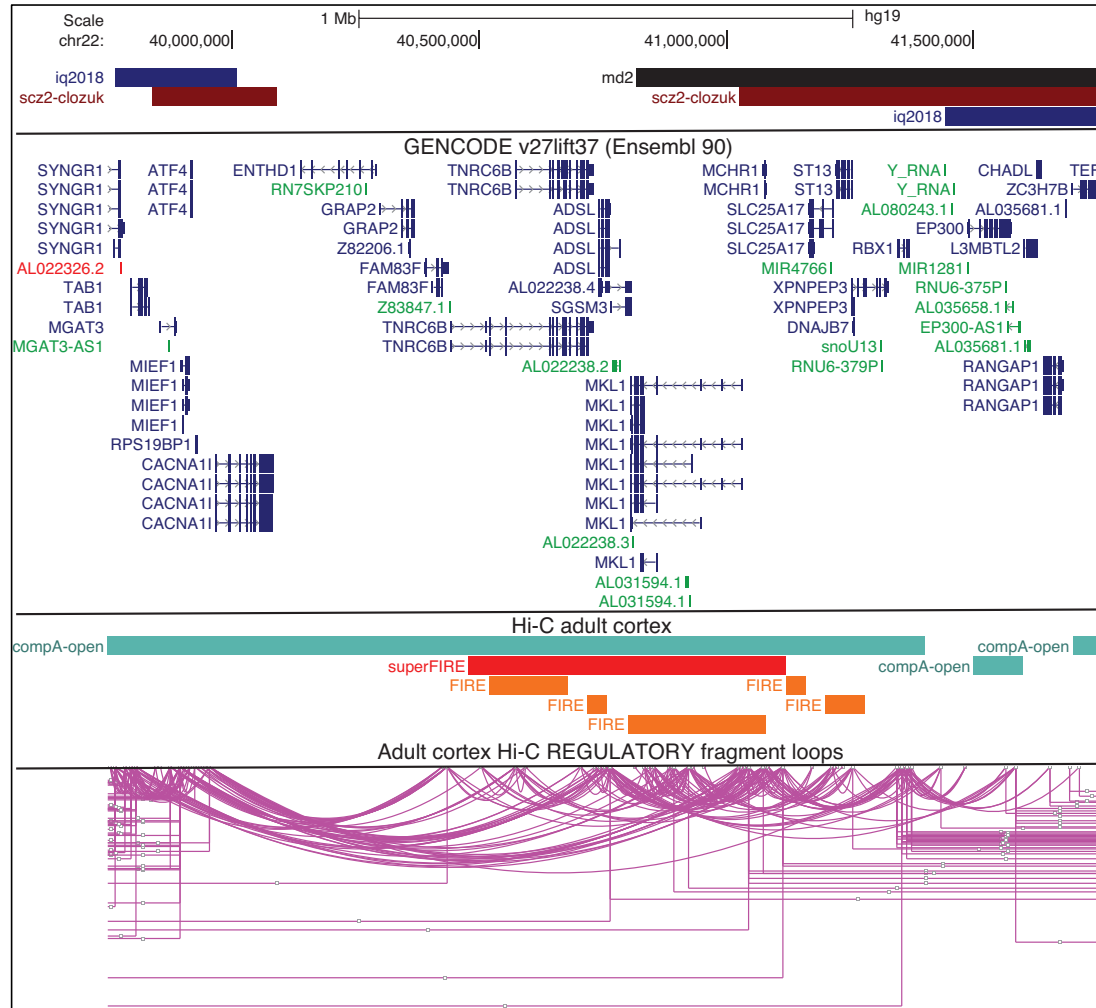 Scale 1 Mb hg19
chr22: 40,000,000 40,500,000 41,000,000 41,500,000
iq2018 md2
scz2-clozuk scz2-clozuk
iq2018
GENCODE v27lift37 (Ensembl 90)
SYNGR1 ATF4 ENTHD1 TNRC6B MCHR1 ST13 Y_RNA CHADL TEF
SYNGR1 ATF4 RN7SKP210 TNRC6B MCHR1 ST13 Y_RNA ZC3H7B
SYNGR1 ATF4 GRAP2 ADSL SLC25A17 AL080243.1 AL035681.1
SYNGR1 GRAP2 ADSL SLC25A17 EP300
SYNGR1 Z82206.1 ADSL SLC25A17 RBX1 L3MBTL2
AL022326.2 FAM83F ADSL MIR4766 MIR1281
TAB1 FAM83F AL022238.4 XPNPEP3 RNU6-375P
TAB1 Z83847.1 SGSM3 XPNPEP3 AL035658.1
MGAT3 TNRC6B DNAJB7 EP300-AS1
MGAT3-AS1 TNRC6B snoU13 AL035681.1
MIEF1 AL022238.2 RNU6-379P RANGAP1
MIEF1 MKL1 RANGAP1
MIEF1 MKL1 RANGAP1
MIEF1 MKL1
RPS19BP1 MKL1
CACNA1I MKL1
CACNA1I MKL1
CACNA1I MKL1
CACNA1I MKL1
AL022238.3
MKL1
AL031594.1
AL031594.1
Hi-C adult cortex
compA-open compA-open
superFIRE compA-open
FIRE FIRE
FIRE FIRE
FIRE
Adult cortex Hi-C REGULATORY fragment loops